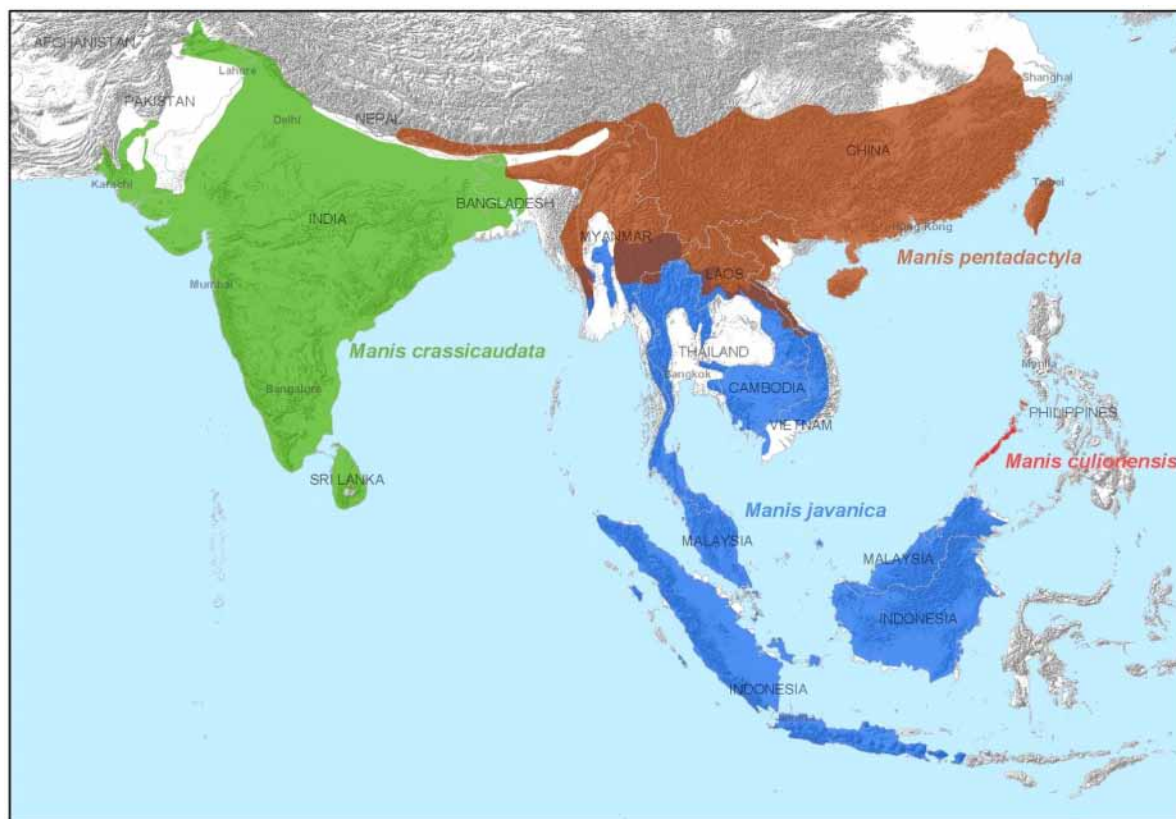 AFGHANISTAN
Lahore
Shanghai
PAKISTAN
Delhi
NEPAL
CHINA
Karachi
Taipei
BANGLADESH
INDIA
Hong Kong
MYANMAR
Manis pentadactyla
LAOS
Mumbai
Manis crassicaudata
THAILAND
Manila
Bangkok
CAMBODIA
Bangalore
PHILIPPINES
VIETNAM
Manis culionensis
SRI LANKA
Manis javanica
MALAYSIA
MALAYSIA
INDONESIA
INDONESIA